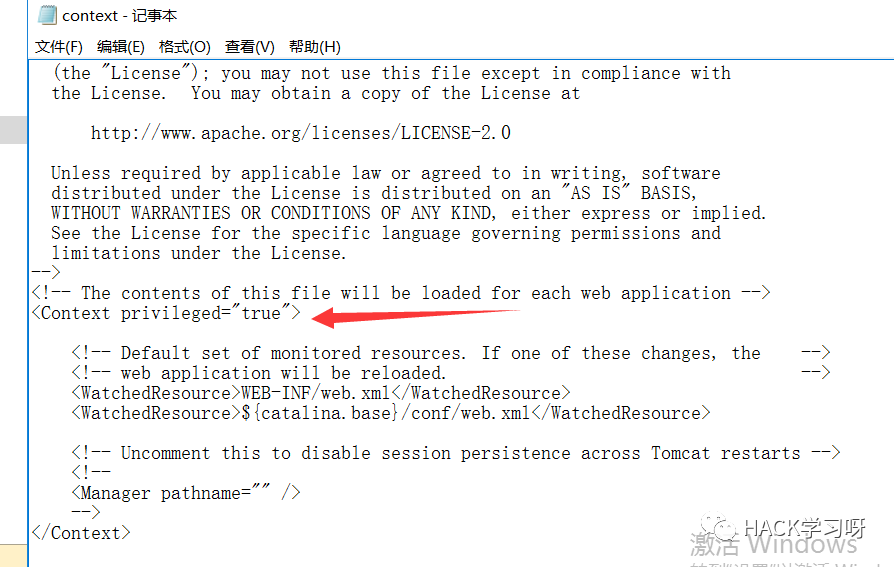 context - 记事本
文件(F) 编辑(E) 格式(O) 查看(V) 帮助(H)
(the "License"); you may not use this file except in compliance with
the License.  You may obtain a copy of the License at
http://www.apache.org/licenses/LICENSE-2.0
Unless required by applicable law or agreed to in writing, software
distributed under the License is distributed on an "AS IS" BASIS,
WITHOUT WARRANTIES OR CONDITIONS OF ANY KIND, either express or implied.
See the License for the specific language governing permissions and
limitations under the License.
-->
<!-- The contents of this file will be loaded for each web application -->
<Context privileged="true">
<!-- Default set of monitored resources. If one of these changes, the    -->
<!-- web application will be reloaded.                                   -->
<WatchedResource>WEB-INF/web.xml</WatchedResource>
<WatchedResource>${catalina.base}/conf/web.xml</WatchedResource>
<!-- Uncomment this to disable session persistence across Tomcat restarts -->
<!--
<Manager pathname="" />
-->
</Context>
HACK学习呀
激活 Windows